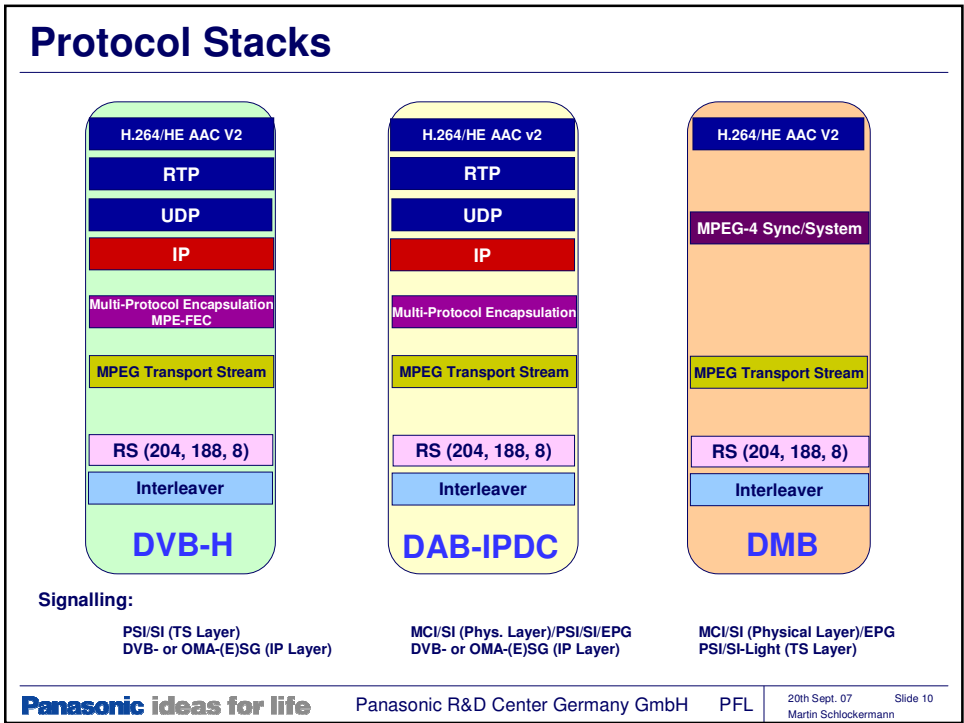 Protocol Stacks
H.264/HE AAC V2
RTP
UDP
IP
Multi-Protocol Encapsulation
MPE-FEC
MPEG Transport Stream
RS (204, 188, 8)
Interleaver
DVB-H
H.264/HE AAC v2
RTP
UDP
IP
Multi-Protocol Encapsulation
MPEG Transport Stream
RS (204, 188, 8)
Interleaver
DAB-IPDC
H.264/HE AAC V2
MPEG-4 Sync/System
MPEG Transport Stream
RS (204, 188, 8)
Interleaver
DMB
Signalling:
PSI/SI (TS Layer)
DVB- or OMA-(E)SG (IP Layer)
MCI/SI (Phys. Layer)/PSI/SI/EPG
DVB- or OMA-(E)SG (IP Layer)
MCI/SI (Physical Layer)/EPG
PSI/SI-Light (TS Layer)
Panasonic ideas for life
Panasonic R&D Center Germany GmbH PFL
20th Sept. 07 Slide 10
Martin Schlockermann